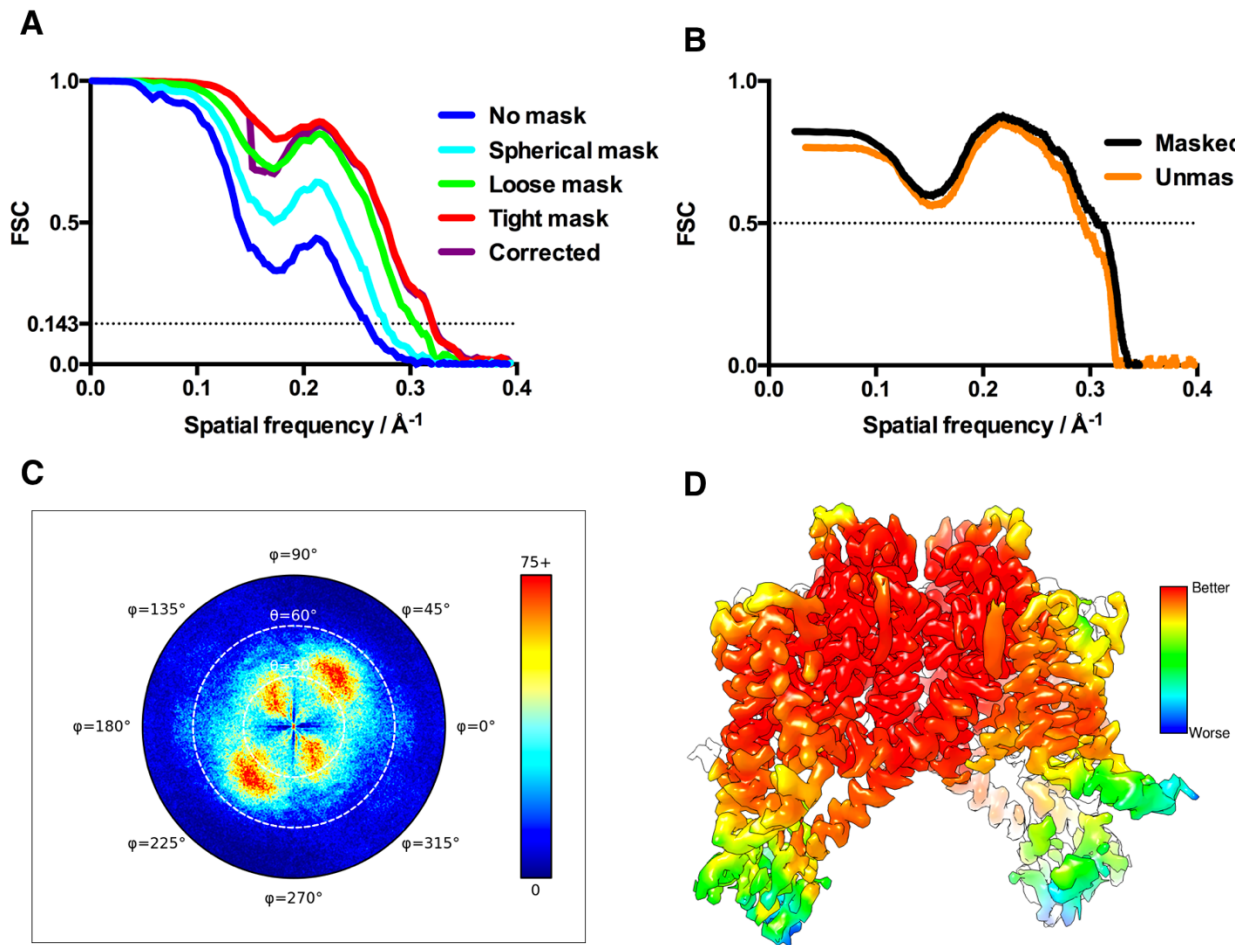 A
1.0
0.5
0.143
0.0
FSC
0.0 0.1 0.2 0.3 0.4
Spatial frequency / Å⁻¹
No mask
Spherical mask
Loose mask
Tight mask
Corrected
B
1.0
0.5
0.0
FSC
0.0 0.1 0.2 0.3 0.4
Spatial frequency / Å⁻¹
Masked
Unmas
C
φ=90°
φ=135° φ=45°
θ=60°
θ=30
φ=180° φ=0°
φ=225° φ=315°
φ=270°
75+
0
D
Better
Worse